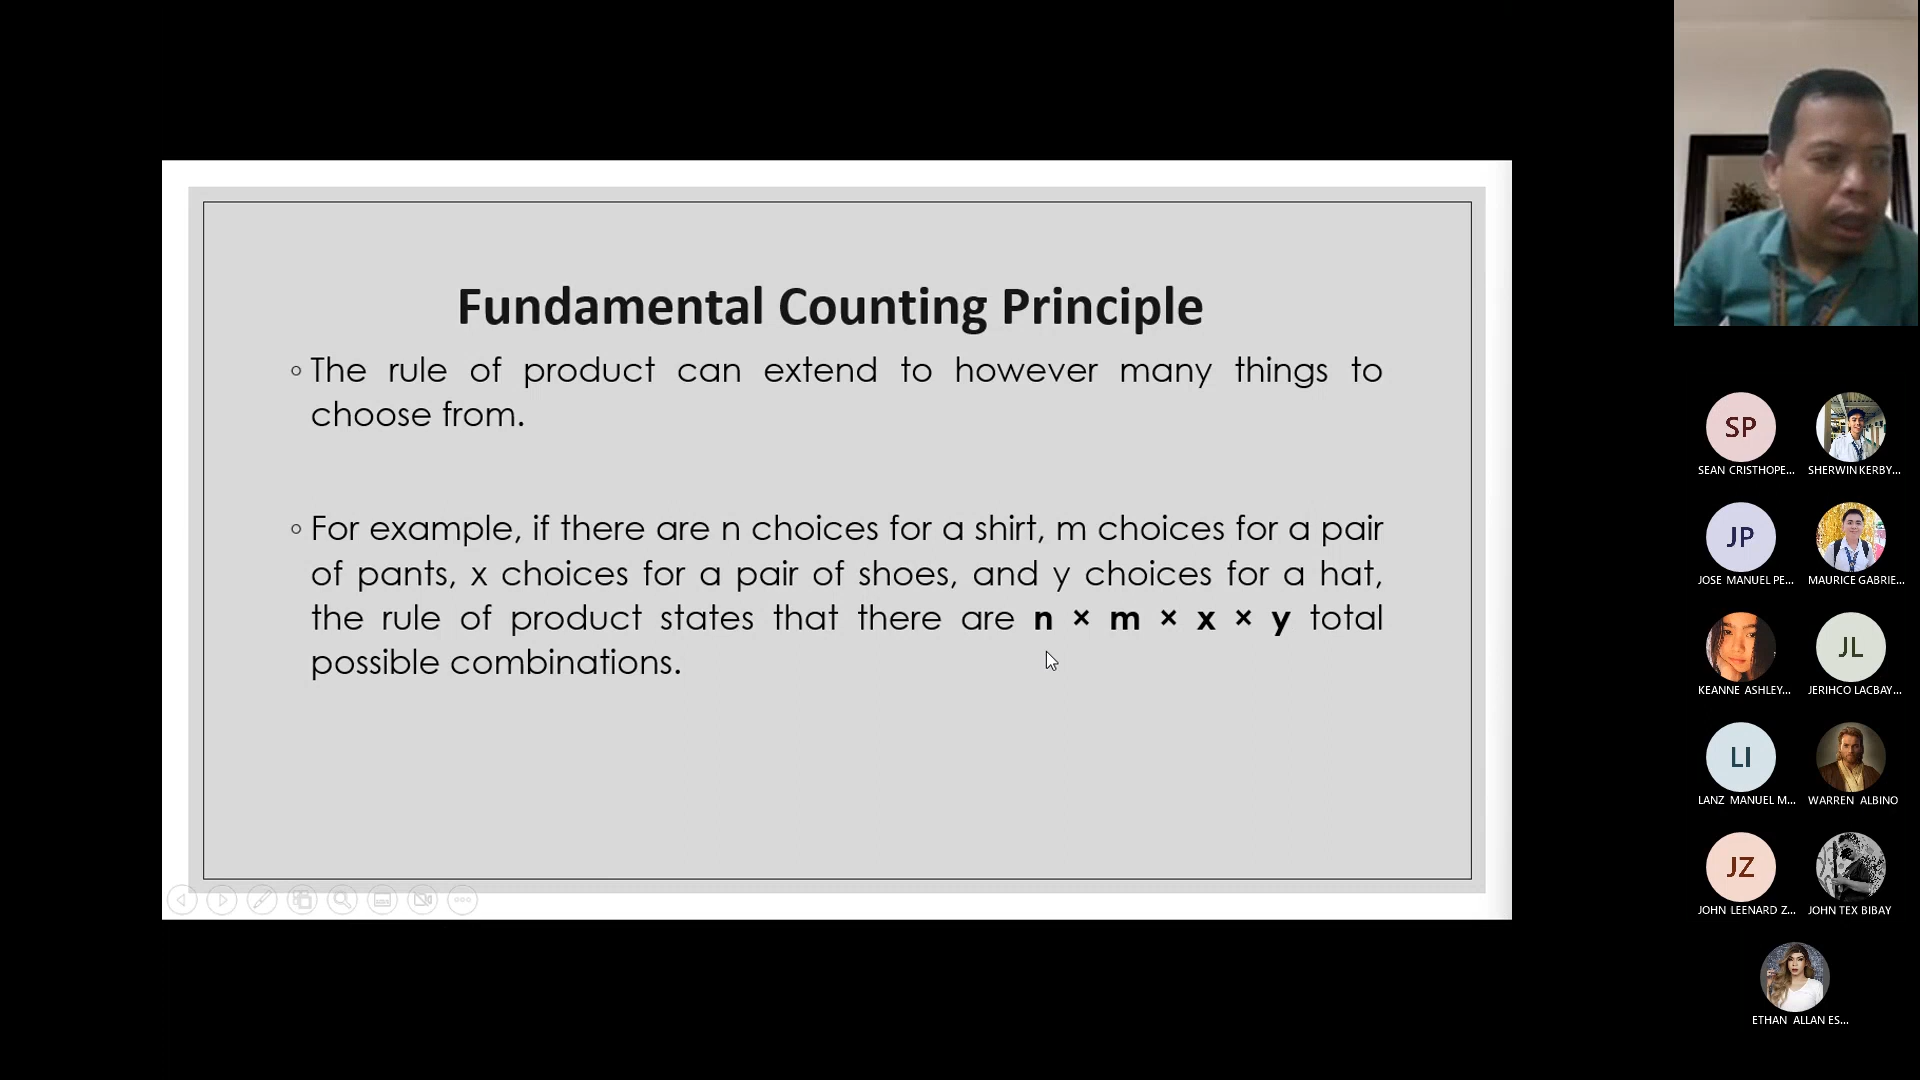 Fundamental Counting Principle
◦ The rule of product can extend to however many things to
choose from.
◦ For example, if there are n choices for a shirt, m choices for a pair
of pants, x choices for a pair of shoes, and y choices for a hat,
the rule of product states that there are n × m × x × y total
possible combinations.
SP
SEAN CRISTHOPE...
SHERWIN KERBY...
JP
JOSE MANUEL PE...
MAURICE GABRIE...
KEANNE ASHLEY...
JL
JERIHCO LACBAY...
LI
LANZ MANUEL M...
WARREN ALBINO
JZ
JOHN LEENARD Z...
JOHN TEX BIBAY
ETHAN ALLAN ES...